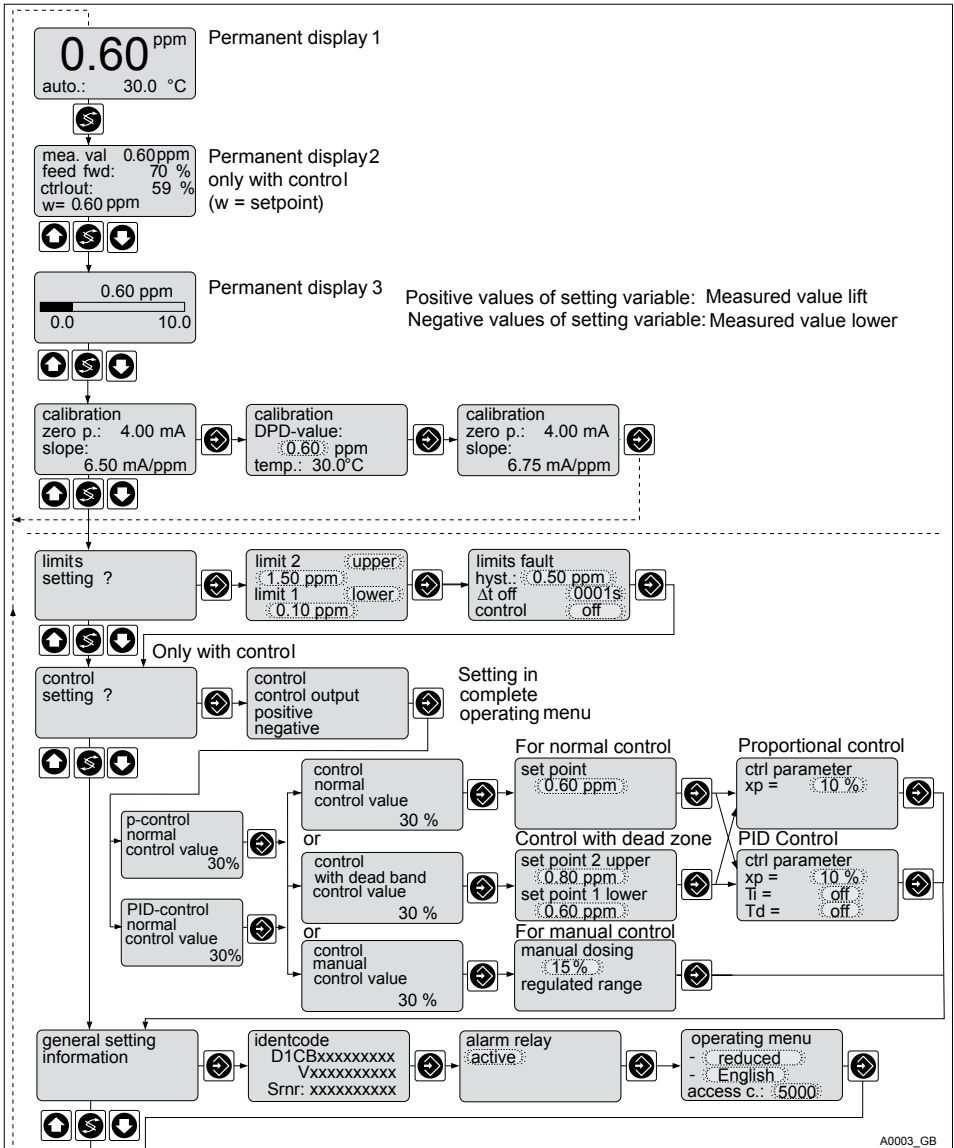 0.60 ppm
auto.: 30.0 °C
Permanent display 1
mea. val 0.60ppm
feed fwd: 70 %
ctrlout: 59 %
w= 0.60 ppm
Permanent display2
only with control
(w = setpoint)
0.60 ppm
0.0 10.0
Permanent display 3
Positive values of setting variable: Measured value lift
Negative values of setting variable: Measured value lower
calibration
zero p.: 4.00 mA
slope:
6.50 mA/ppm
calibration
DPD-value:
0.60 ppm
temp.: 30.0°C
calibration
zero p.: 4.00 mA
slope:
6.75 mA/ppm
limits
setting ?
limit 2 upper
1.50 ppm
limit 1 lower
0.10 ppm
limits fault
hyst.: 0.50 ppm
Δt off 0001s
control off
Only with control
control
setting ?
control
control output
positive
negative
Setting in
complete
operating menu
p-control
normal
control value
30%
PID-control
normal
control value
30%
control
normal
control value
30 %
or
control
with dead band
control value
30 %
or
control
manual
control value
30 %
For normal control
set point
0.60 ppm
Control with dead zone
set point 2 upper
0.80 ppm
set point 1 lower
0.60 ppm
For manual control
manual dosing
15%
regulated range
Proportional control
ctrl parameter
xp = 10 %
PID Control
ctrl parameter
xp = 10 %
Ti = off
Td = off
general setting
information
identcode
D1CBxxxxxxxxx
Vxxxxxxxxxx
Srnr: xxxxxxxxxx
alarm relay
active
operating menu
- reduced
- English
access c.: 5000
A0003_GB